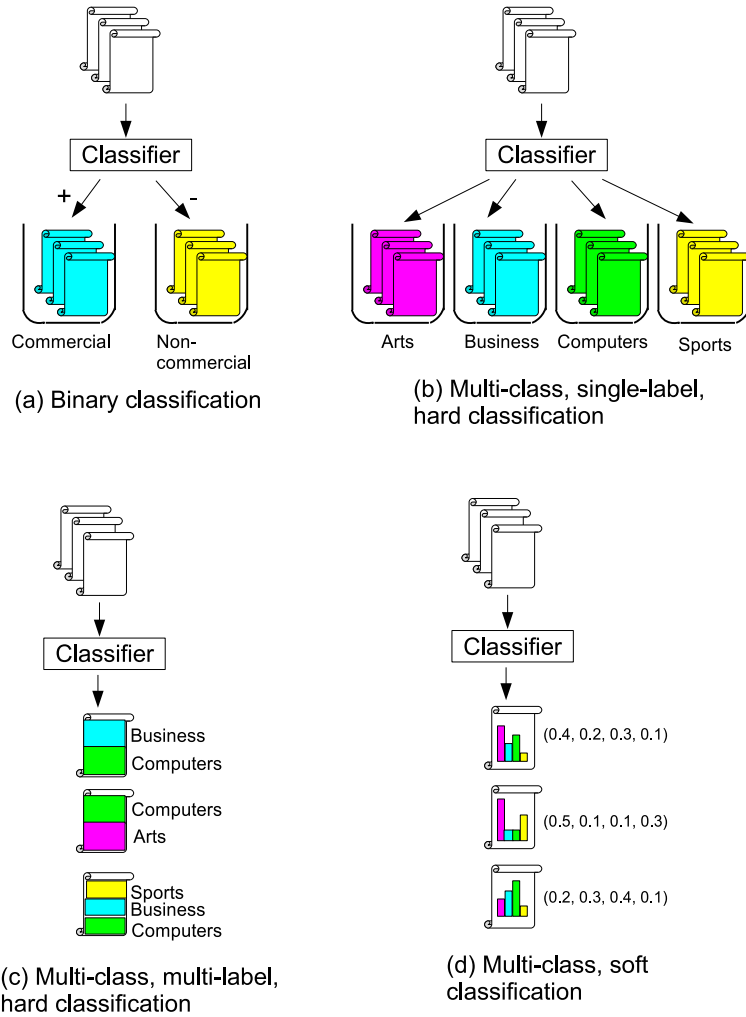 Classifier
+
-
Commercial
Non-
commercial
(a) Binary classification
Classifier
Arts
Business
Computers
Sports
(b) Multi-class, single-label,
hard classification
Classifier
Business
Computers
Computers
Arts
Sports
Business
Computers
(c) Multi-class, multi-label,
hard classification
Classifier
(0.4, 0.2, 0.3, 0.1)
(0.5, 0.1, 0.1, 0.3)
(0.2, 0.3, 0.4, 0.1)
(d) Multi-class, soft
classification